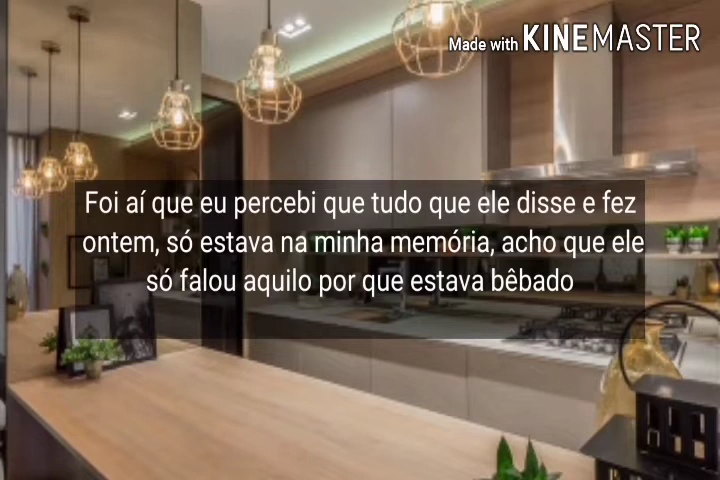 Made with KINEMASTER
Foi aí que eu percebi que tudo que ele disse e fez
ontem, só estava na minha memória, acho que ele
só falou aquilo por que estava bêbado